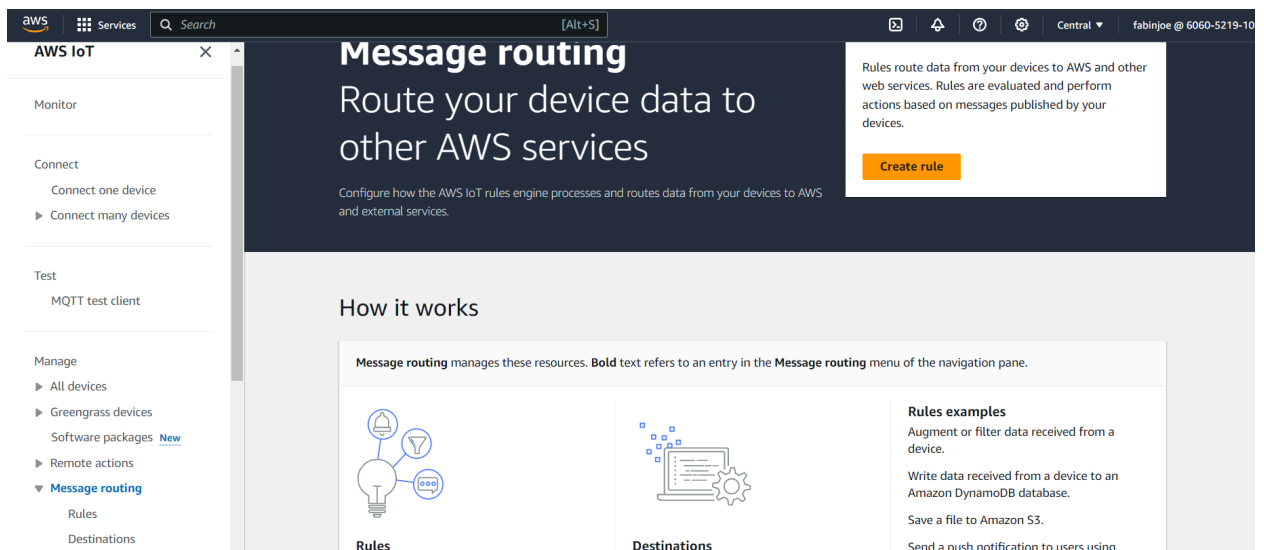 aws Services Search [Alt+S] Central ▼ fabinjoe @ 6060-5219-10
AWS IoT
Monitor
Connect
Connect one device
Connect many devices
Test
MQTT test client
Manage
All devices
Greengrass devices
Software packages New
Remote actions
Message routing
Rules
Destinations
Message routing
Route your device data to
other AWS services
Configure how the AWS IoT rules engine processes and routes data from your devices to AWS
and external services.
Rules route data from your devices to AWS and other
web services. Rules are evaluated and perform
actions based on messages published by your
devices.
Create rule
How it works
Message routing manages these resources. Bold text refers to an entry in the Message routing menu of the navigation pane.
Rules
Destinations
Rules examples
Augment or filter data received from a
device.
Write data received from a device to an
Amazon DynamoDB database.
Save a file to Amazon S3.
Send a push notification to users using